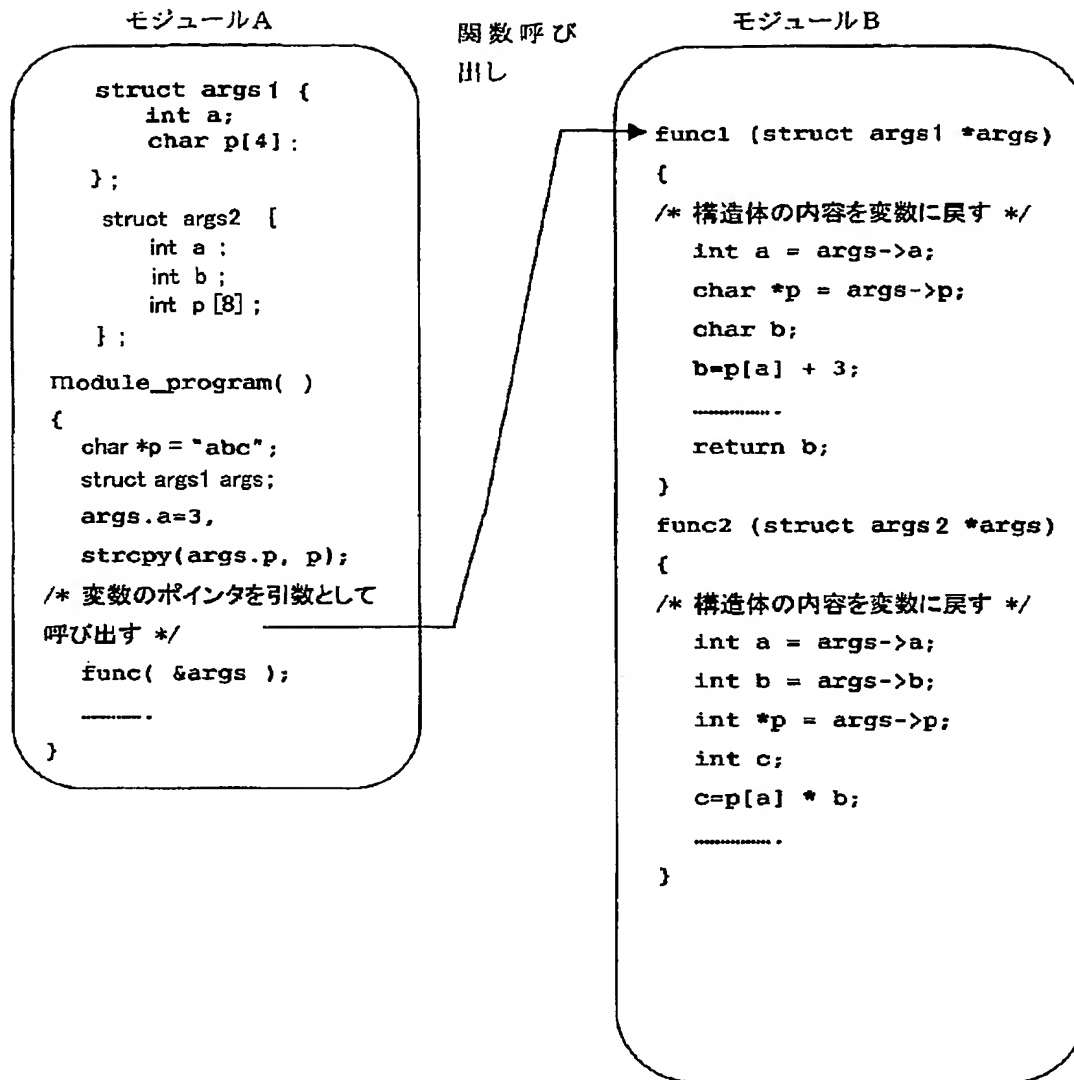 モジュールA
struct args1 {
int a;
char p[4]:
};
struct args2 [
int a ;
int b ;
int p [8] ;
} ;
module_program( )
{
char *p = "abc";
struct args1 args;
args.a=3,
strcpy(args.p, p);
/* 変数のポインタを引数として
呼び出す */
func( &args );
..........
}
関数呼び
出し
モジュールB
func1 (struct args1 *args)
{
/* 構造体の内容を変数に戻す */
int a = args->a;
char *p = args->p;
char b;
b=p[a] + 3;
................
return b;
}
func2 (struct args2 *args)
{
/* 構造体の内容を変数に戻す */
int a = args->a;
int b = args->b;
int *p = args->p;
int c;
c=p[a] * b;
................
}